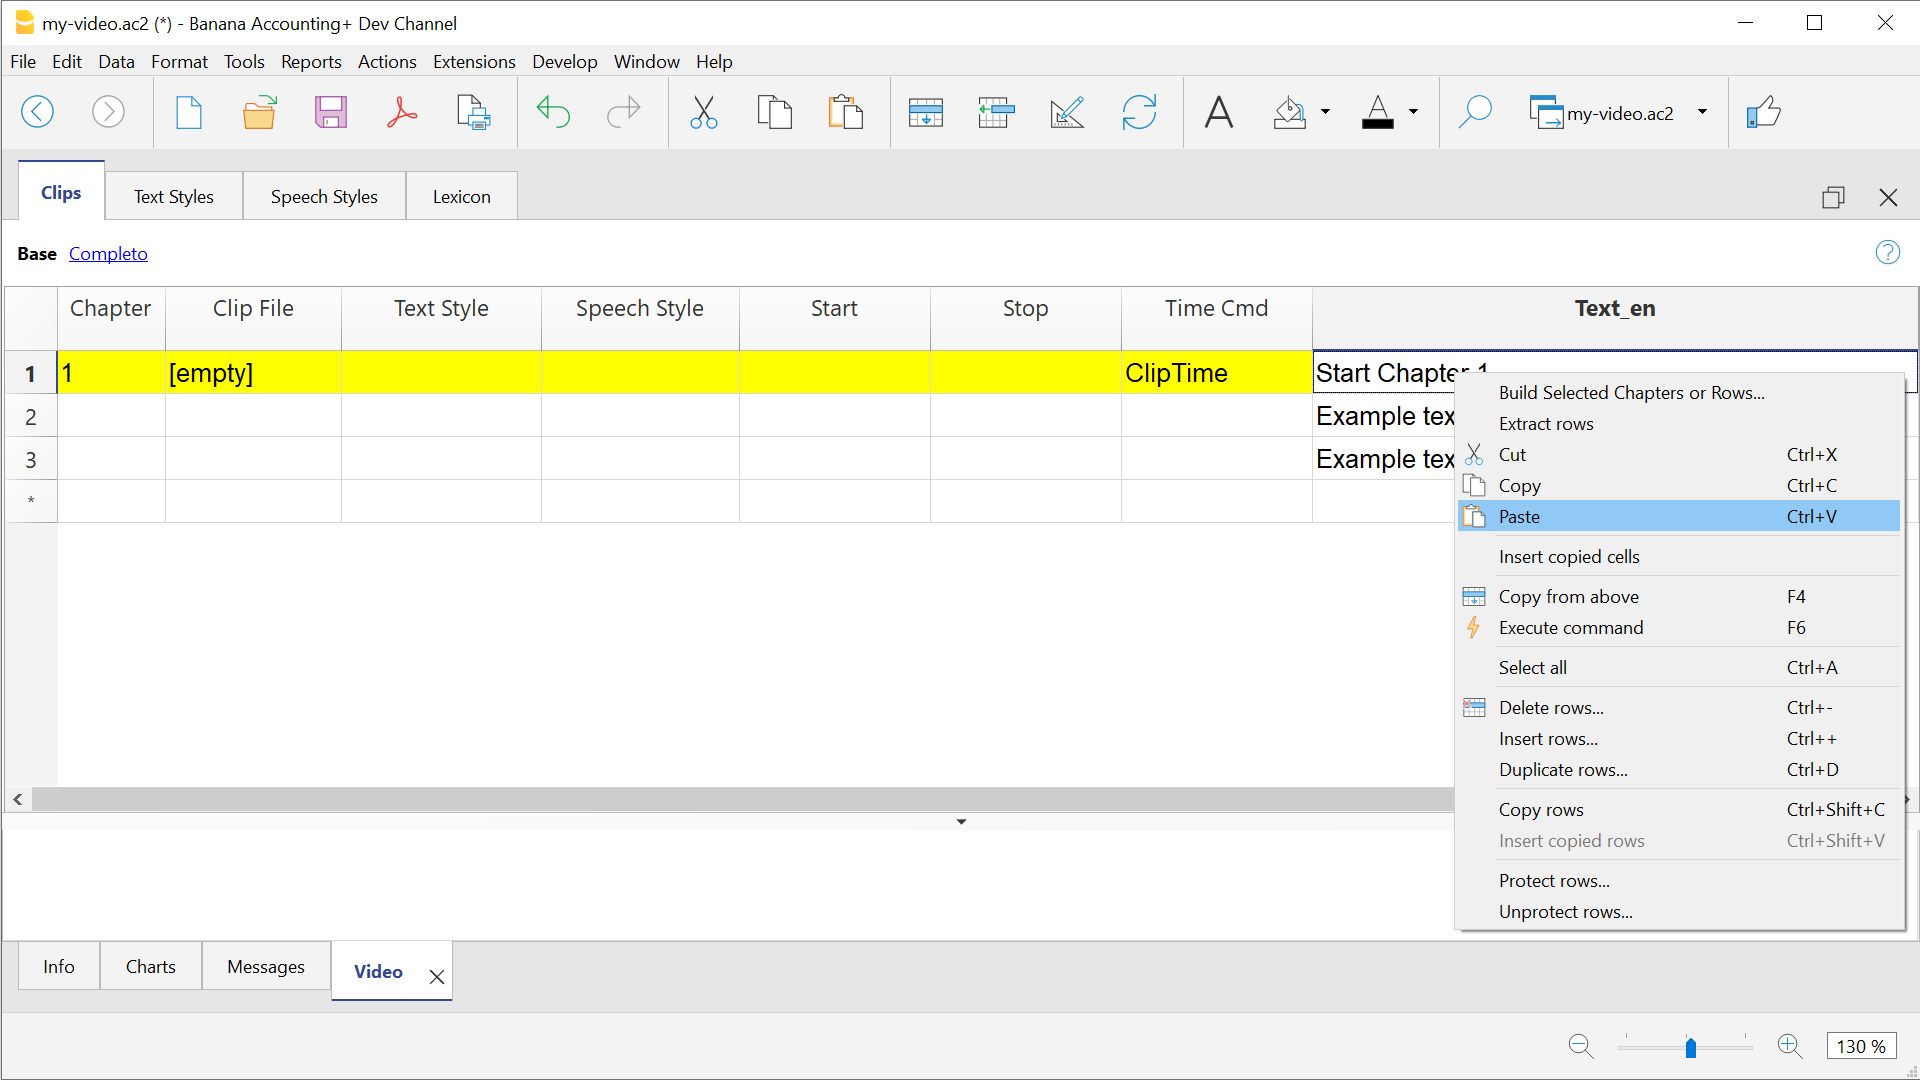 my-video.ac2 (*) - Banana Accounting+ Dev Channel
File Edit Data Format Tools Reports Actions Extensions Develop Window Help
my-video.ac2
Clips Text Styles Speech Styles Lexicon
Base Completo
Chapter Clip File Text Style Speech Style Start Stop Time Cmd Text_en
1 1 [empty] ClipTime Start Chapter 1
2 Example tex
3 Example tex
*
Build Selected Chapters or Rows...
Extract rows
Cut Ctrl+X
Copy Ctrl+C
Paste Ctrl+V
Insert copied cells
Copy from above F4
Execute command F6
Select all Ctrl+A
Delete rows... Ctrl+-
Insert rows... Ctrl++
Duplicate rows... Ctrl+D
Copy rows Ctrl+Shift+C
Insert copied rows Ctrl+Shift+V
Protect rows...
Unprotect rows...
Info Charts Messages Video
130 %